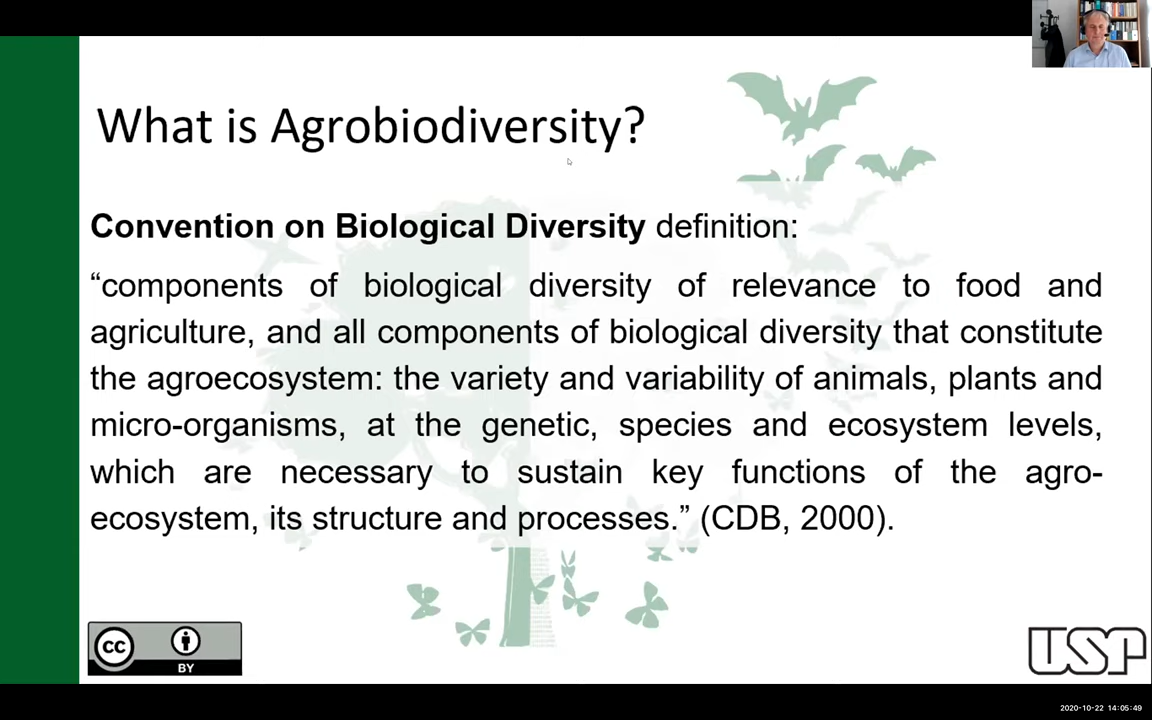 What is Agrobiodiversity?
Convention on Biological Diversity definition:
“components of biological diversity of relevance to food and
agriculture, and all components of biological diversity that constitute
the agroecosystem: the variety and variability of animals, plants and
micro-organisms, at the genetic, species and ecosystem levels,
which are necessary to sustain key functions of the agro-
ecosystem, its structure and processes.” (CDB, 2000).
cc
BY
USP
2020-10-22 14:05:49